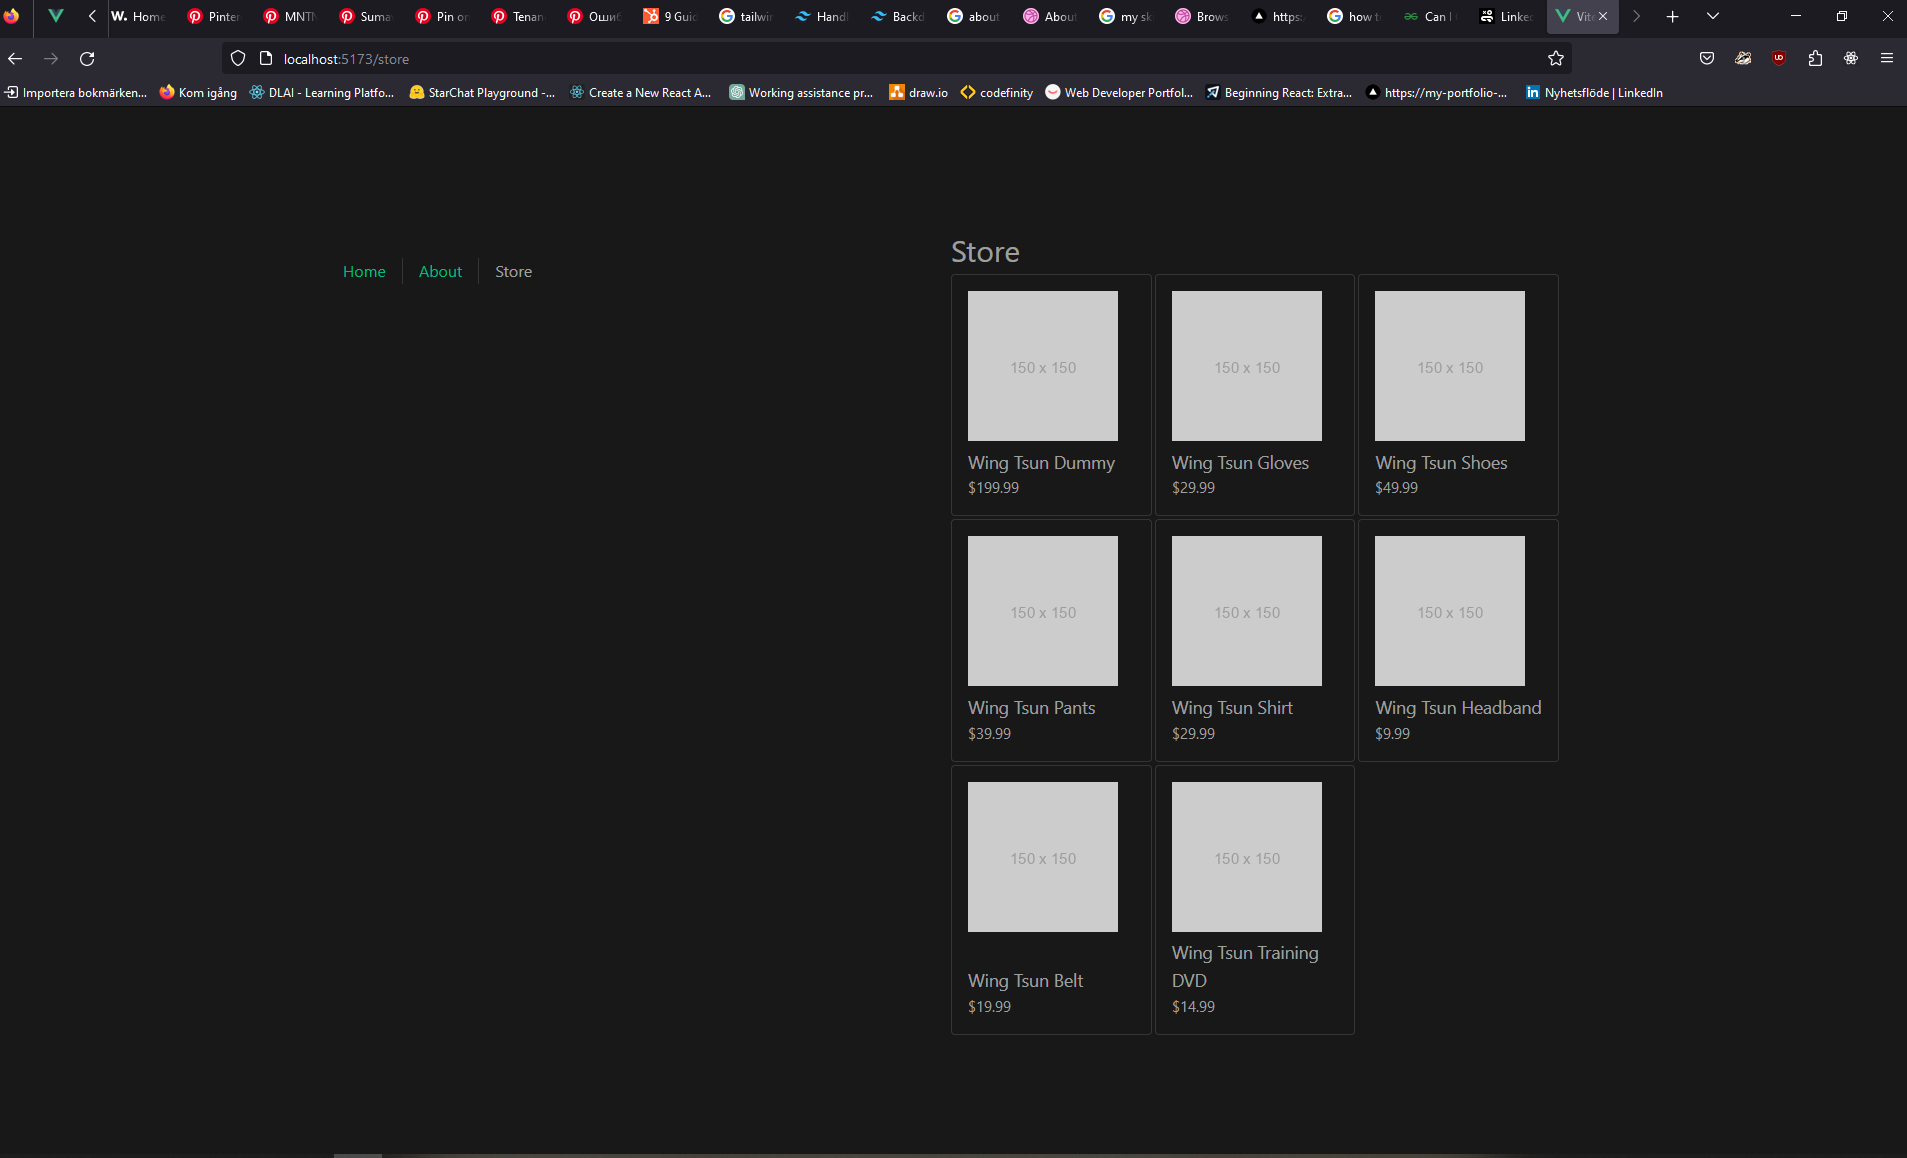 W. Home
Pinter
MNTN
Suma
Pin or
Tenan
Ошиб
9 Guid
tailwin
Handl
Backd
about
About
my sk
Brows
https:/
how t
Can I
Linked
Vite
localhost:5173/store
Importera bokmärken...
Kom igång
DLAI - Learning Platfo...
StarChat Playground -...
Create a New React A...
Working assistance pr...
draw.io
codefinity
Web Developer Portfol...
Beginning React: Extra...
https://my-portfolio-...
Nyhetsflöde | LinkedIn
Home
About
Store
Store
150 x 150
150 x 150
150 x 150
Wing Tsun Dummy
$199.99
Wing Tsun Gloves
$29.99
Wing Tsun Shoes
$49.99
150 x 150
150 x 150
150 x 150
Wing Tsun Pants
$39.99
Wing Tsun Shirt
$29.99
Wing Tsun Headband
$9.99
150 x 150
150 x 150
Wing Tsun Belt
$19.99
Wing Tsun Training
DVD
$14.99